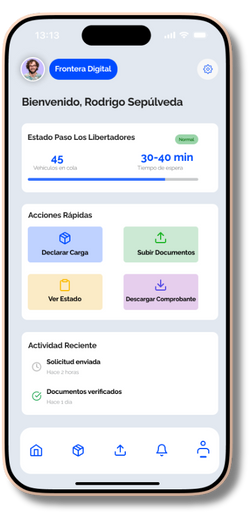 13:13
Frontera Digital
Bienvenido, Rodrigo Sepúlveda
Estado Paso Los Libertadores
Normal
45
30-40 min
Vehículos en cola
Tiempo de espera
Acciones Rápidas
Declarar Carga
Subir Documentos
Ver Estado
Descargar Comprobante
Actividad Reciente
Solicitud enviada
Hace 2 horas
Documentos verificados
Hace 1 día